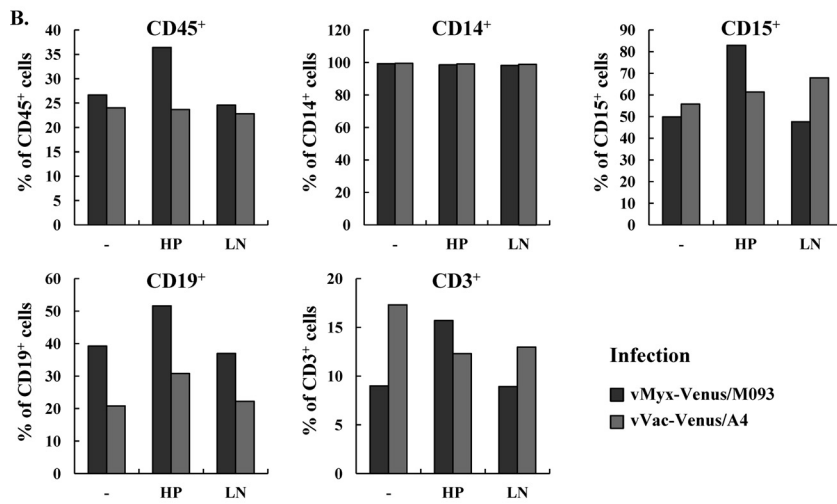 B.
CD45⁺
% of CD45⁺ cells
40
35
30
25
20
15
10
5
0
- HP LN
CD14⁺
% of CD14⁺ cells
120
100
80
60
40
20
0
- HP LN
CD15⁺
% of CD15⁺ cells
90
80
70
60
50
40
30
20
10
0
- HP LN
CD19⁺
% of CD19⁺ cells
60
50
40
30
20
10
0
- HP LN
CD3⁺
% of CD3⁺ cells
20
15
10
5
0
- HP LN
Infection
vMyx-Venus/M093
vVac-Venus/A4